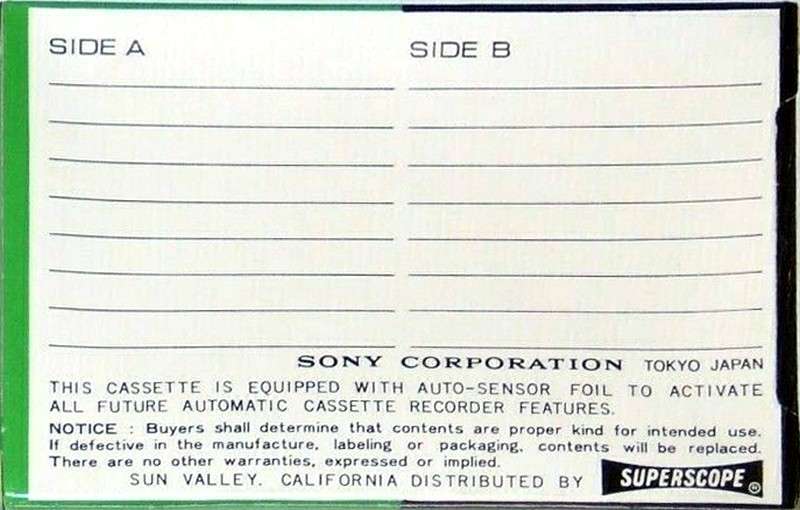 SIDE A SIDE B
SONY CORPORATION TOKYO JAPAN
THIS CASSETTE IS EQUIPPED WITH AUTO-SENSOR FOIL TO ACTIVATE
ALL FUTURE AUTOMATIC CASSETTE RECORDER FEATURES.
NOTICE : Buyers shall determine that contents are proper kind for intended use.
If defective in the manufacture, labeling or packaging, contents will be replaced.
There are no other warranties, expressed or implied.
SUN VALLEY. CALIFORNIA DISTRIBUTED BY SUPERSCOPE®